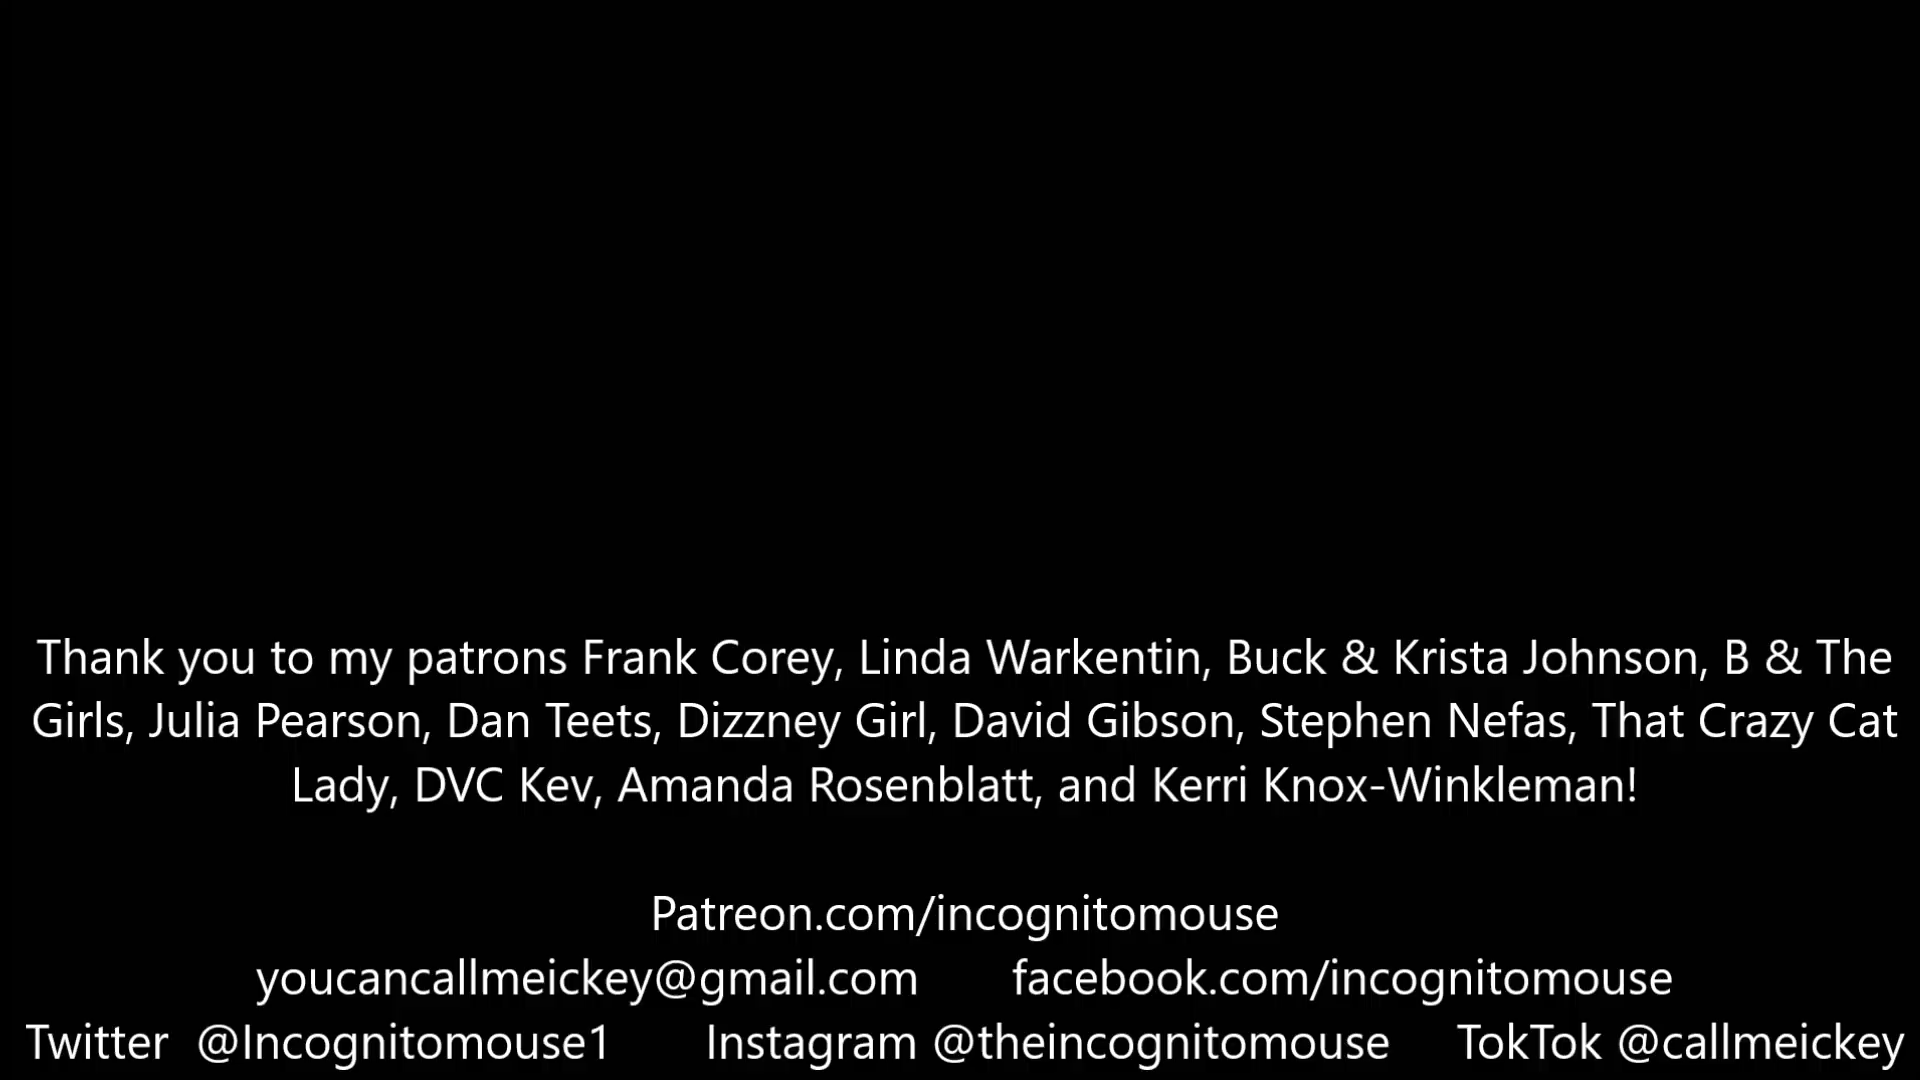 Thank you to my patrons Frank Corey, Linda Warkentin, Buck & Krista Johnson, B & The
Girls, Julia Pearson, Dan Teets, Dizzney Girl, David Gibson, Stephen Nefas, That Crazy Cat
Lady, DVC Kev, Amanda Rosenblatt, and Kerri Knox-Winkleman!
Patreon.com/incognitomouse
youcancallmeickey@gmail.com facebook.com/incognitomouse
Twitter @Incognitomouse1 Instagram @theincognitomouse TokTok @callmeickey